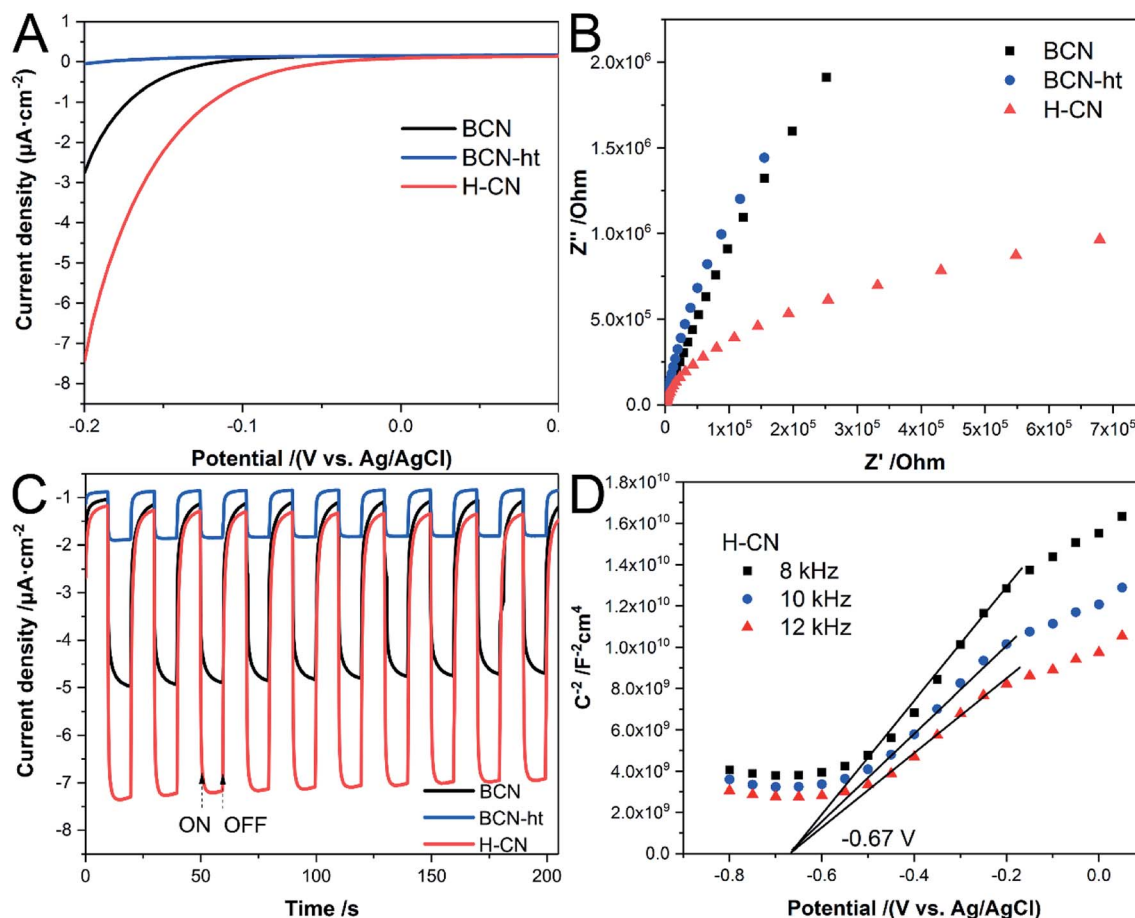 A
1
0
-1
-2
-3
-4
-5
-6
-7
-8
Current density (μA·cm⁻²)
BCN
BCN-ht
H-CN
-0.2
-0.1
0.0
0.1
Potential /(V vs. Ag/AgCl)
B
2.0x10⁶
1.5x10⁶
1.0x10⁶
5.0x10⁵
0.0
Z'' /Ohm
BCN
BCN-ht
H-CN
0
1x10⁵
2x10⁵
3x10⁵
4x10⁵
5x10⁵
6x10⁵
7x10⁵
Z' /Ohm
C
-1
-2
-3
-4
-5
-6
-7
-8
Current density /μA·cm⁻²
ON OFF
BCN
BCN-ht
H-CN
0
50
100
150
200
Time /s
D
1.8x10¹⁰
1.6x10¹⁰
1.4x10¹⁰
1.2x10¹⁰
1.0x10¹⁰
8.0x10⁹
6.0x10⁹
4.0x10⁹
2.0x10⁹
0.0
C⁻² /F⁻²cm⁴
H-CN
8 kHz
10 kHz
12 kHz
-0.67 V
-0.8
-0.6
-0.4
-0.2
0.0
Potential /(V vs. Ag/AgCl)